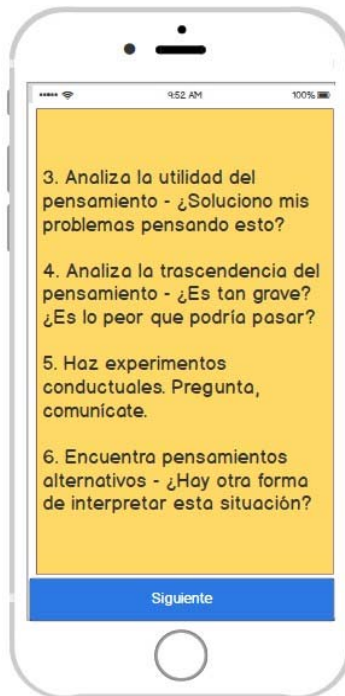 9:52 AM 100%
3. Analiza la utilidad del
pensamiento - ¿Soluciono mis
problemas pensando esto?
4. Analiza la trascendencia del
pensamiento - ¿Es tan grave?
¿Es lo peor que podría pasar?
5. Haz experimentos
conductuales. Pregunta,
comunícate.
6. Encuentra pensamientos
alternativos - ¿Hay otra forma
de interpretar esta situación?
Siguiente